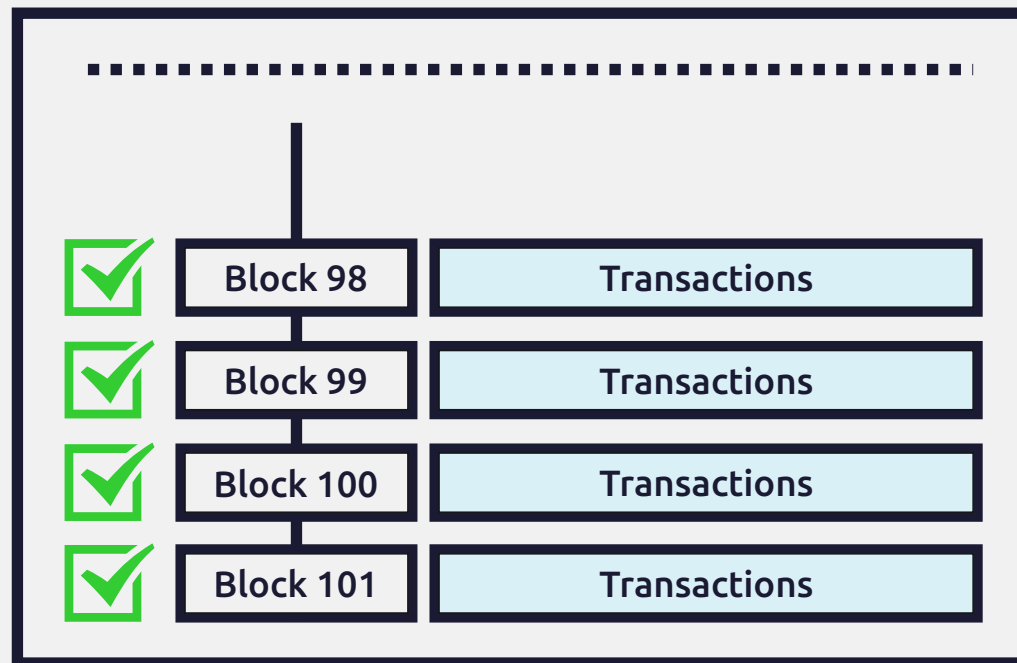 Block 98 Transactions
Block 99 Transactions
Block 100 Transactions
Block 101 Transactions